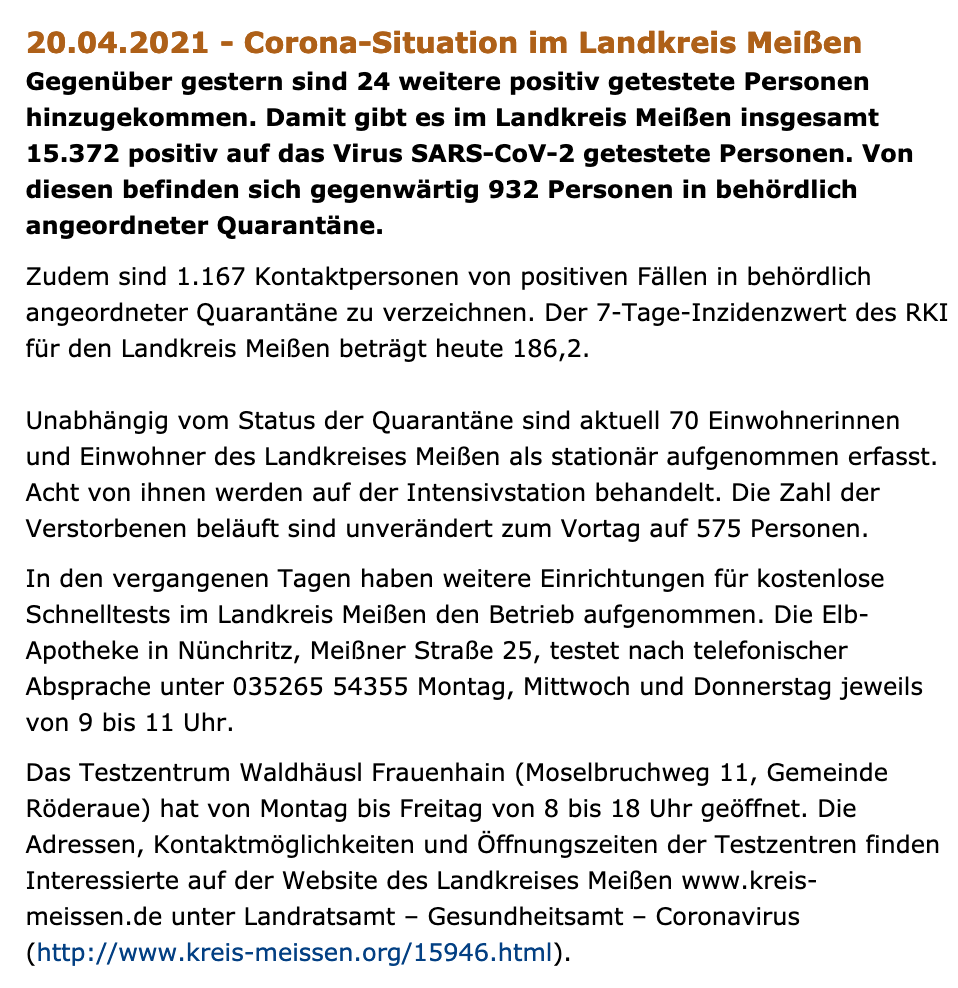 20.04.2021 - Corona-Situation im Landkreis Meißen
Gegenüber gestern sind 24 weitere positiv getestete Personen
hinzugekommen. Damit gibt es im Landkreis Meißen insgesamt
15.372 positiv auf das Virus SARS-CoV-2 getestete Personen. Von
diesen befinden sich gegenwärtig 932 Personen in behördlich
angeordneter Quarantäne.
Zudem sind 1.167 Kontaktpersonen von positiven Fällen in behördlich
angeordneter Quarantäne zu verzeichnen. Der 7-Tage-Inzidenzwert des RKI
für den Landkreis Meißen beträgt heute 186,2.
Unabhängig vom Status der Quarantäne sind aktuell 70 Einwohnerinnen
und Einwohner des Landkreises Meißen als stationär aufgenommen erfasst.
Acht von ihnen werden auf der Intensivstation behandelt. Die Zahl der
Verstorbenen beläuft sind unverändert zum Vortag auf 575 Personen.
In den vergangenen Tagen haben weitere Einrichtungen für kostenlose
Schnelltests im Landkreis Meißen den Betrieb aufgenommen. Die Elb-
Apotheke in Nünchritz, Meißner Straße 25, testet nach telefonischer
Absprache unter 035265 54355 Montag, Mittwoch und Donnerstag jeweils
von 9 bis 11 Uhr.
Das Testzentrum Waldhäusl Frauenhain (Moselbruchweg 11, Gemeinde
Röderaue) hat von Montag bis Freitag von 8 bis 18 Uhr geöffnet. Die
Adressen, Kontaktmöglichkeiten und Öffnungszeiten der Testzentren finden
Interessierte auf der Website des Landkreises Meißen www.kreis-
meissen.de unter Landratsamt – Gesundheitsamt – Coronavirus
(http://www.kreis-meissen.org/15946.html).